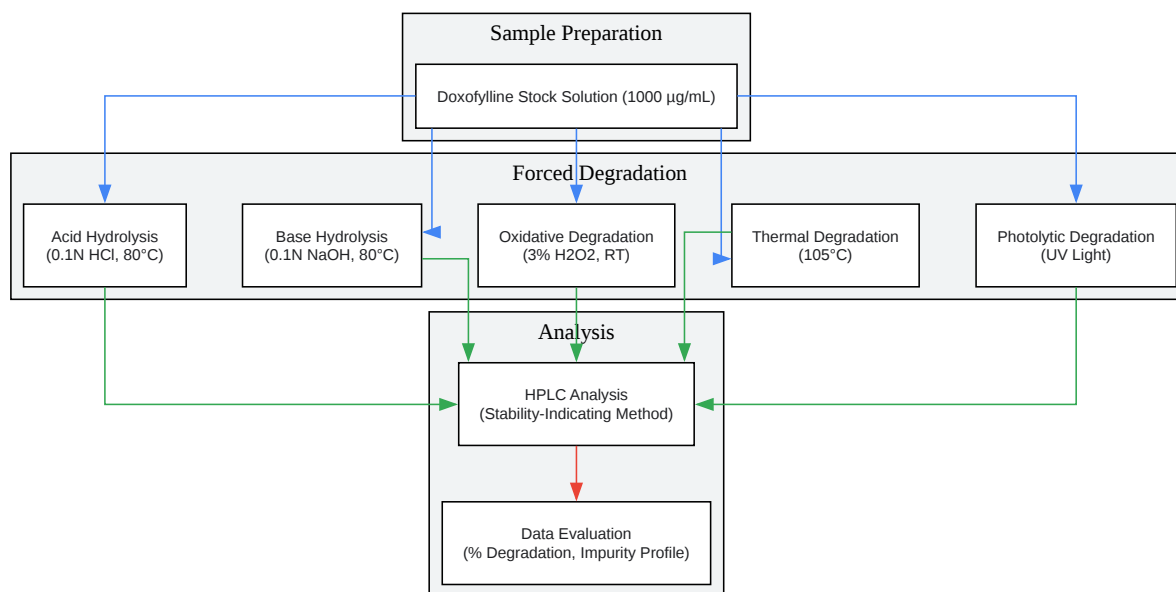 Sample Preparation
Doxofylline Stock Solution (1000 µg/mL)
Forced Degradation
Acid Hydrolysis
(0.1N HCl, 80°C)
Base Hydrolysis
(0.1N NaOH, 80°C)
Oxidative Degradation
(3% H2O2, RT)
Thermal Degradation
(105°C)
Photolytic Degradation
(UV Light)
Analysis
HPLC Analysis
(Stability-Indicating Method)
Data Evaluation
(% Degradation, Impurity Profile)